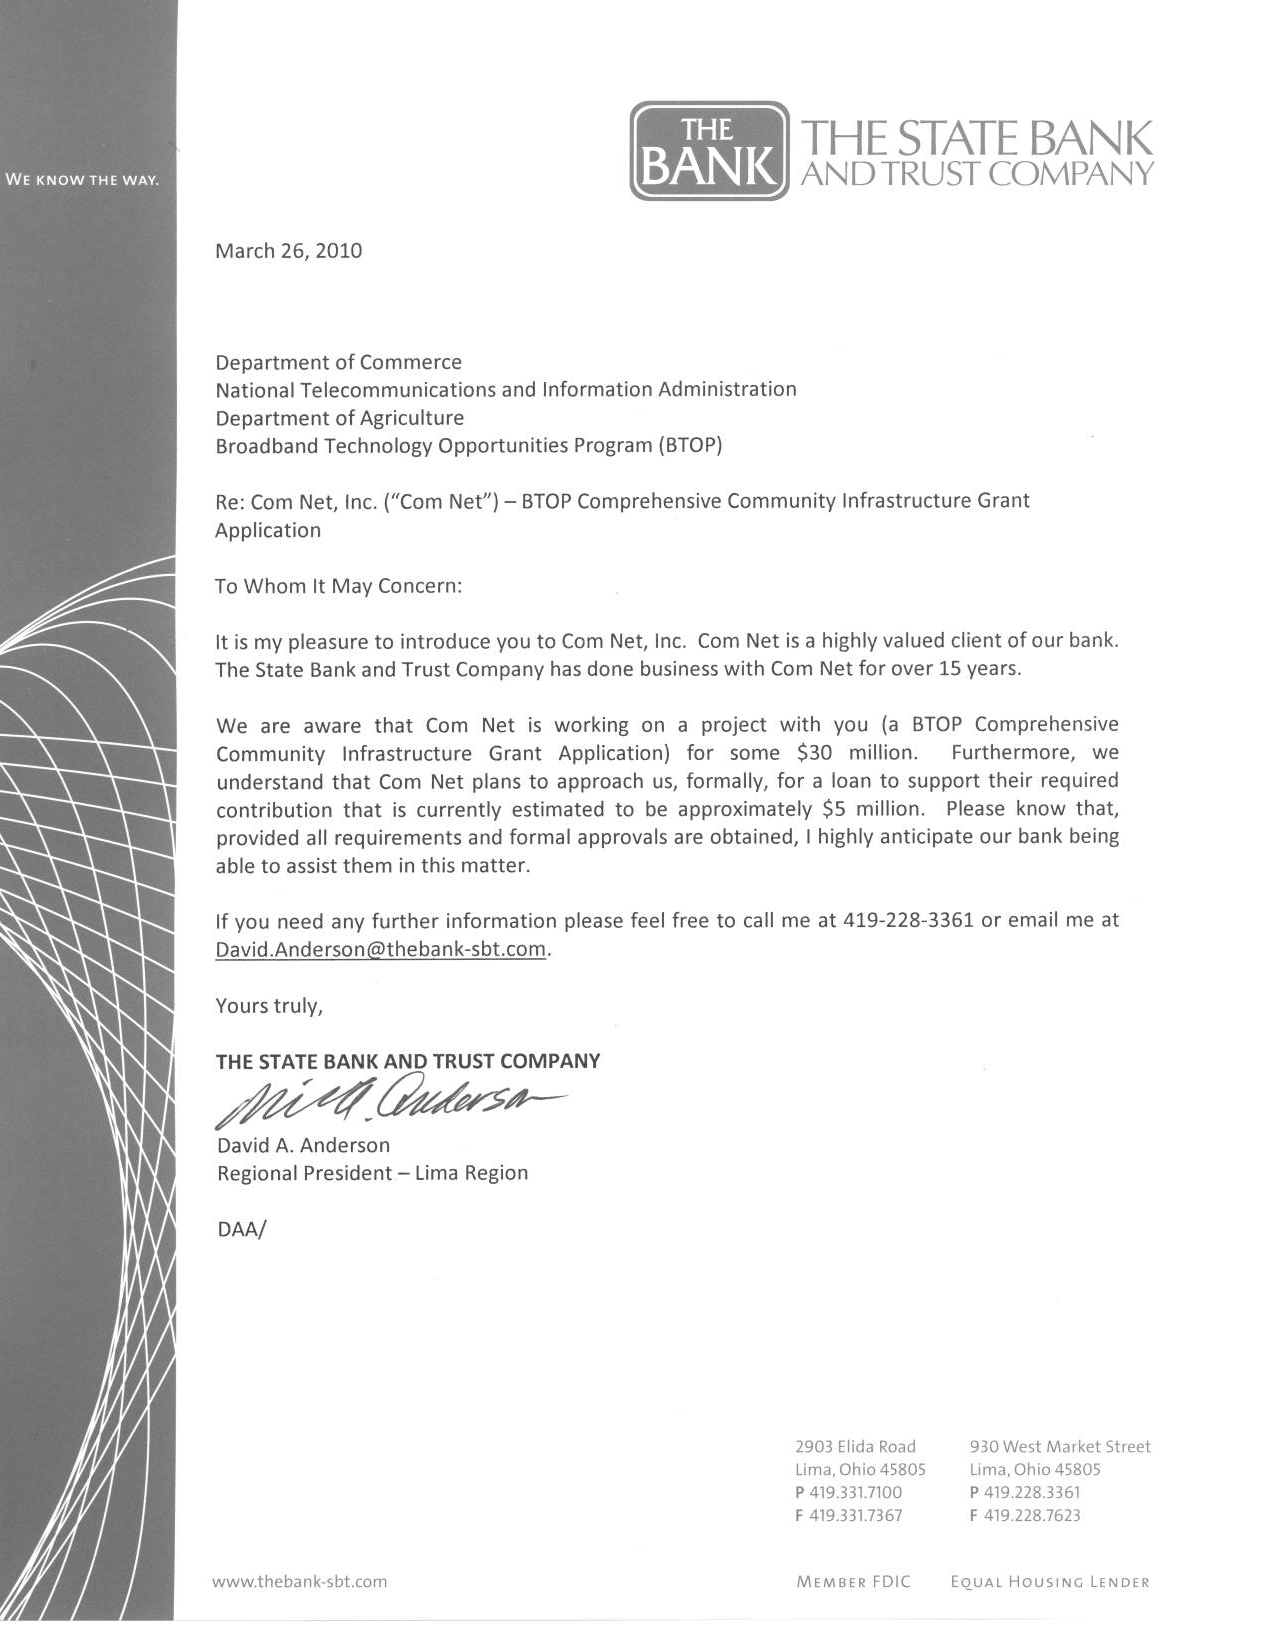 WE KNOW THE WAY.
THE
BANK
THE STATE BANK
AND TRUST COMPANY
March 26, 2010
Department of Commerce
National Telecommunications and Information Administration
Department of Agriculture
Broadband Technology Opportunities Program (BTOP)
Re: Com Net, Inc. (“Com Net”) – BTOP Comprehensive Community Infrastructure Grant
Application
To Whom It May Concern:
It is my pleasure to introduce you to Com Net, Inc.  Com Net is a highly valued client of our bank.
The State Bank and Trust Company has done business with Com Net for over 15 years.
We are aware that Com Net is working on a project with you (a BTOP Comprehensive
Community Infrastructure Grant Application) for some $30 million.  Furthermore, we
understand that Com Net plans to approach us, formally, for a loan to support their required
contribution that is currently estimated to be approximately $5 million.  Please know that,
provided all requirements and formal approvals are obtained, I highly anticipate our bank being
able to assist them in this matter.
If you need any further information please feel free to call me at 419-228-3361 or email me at
David.Anderson@thebank-sbt.com.
Yours truly,
THE STATE BANK AND TRUST COMPANY
A. Anderson
David A. Anderson
Regional President – Lima Region
DAA/
2903 Elida Road
Lima, Ohio 45805
P 419.331.7100
F 419.331.7367
930 West Market Street
Lima, Ohio 45805
P 419.228.3361
F 419.228.7623
www.thebank-sbt.com
MEMBER FDIC
EQUAL HOUSING LENDER